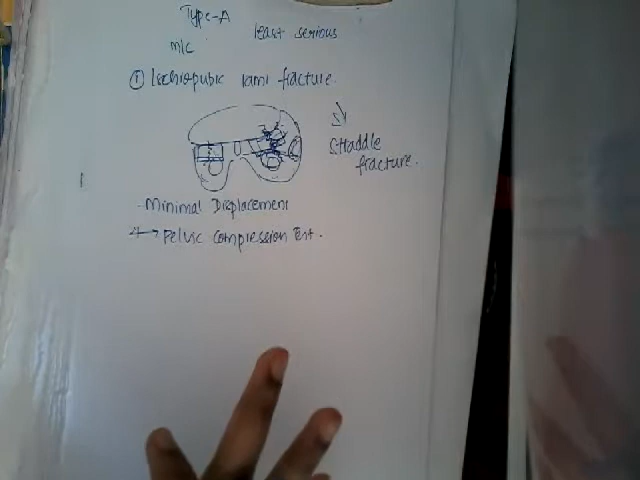 Type-A
least serious
m/c
① Ischiopubic rami fracture.
Straddle
fracture.
- Minimal Displacement
Pelvic compression Test.